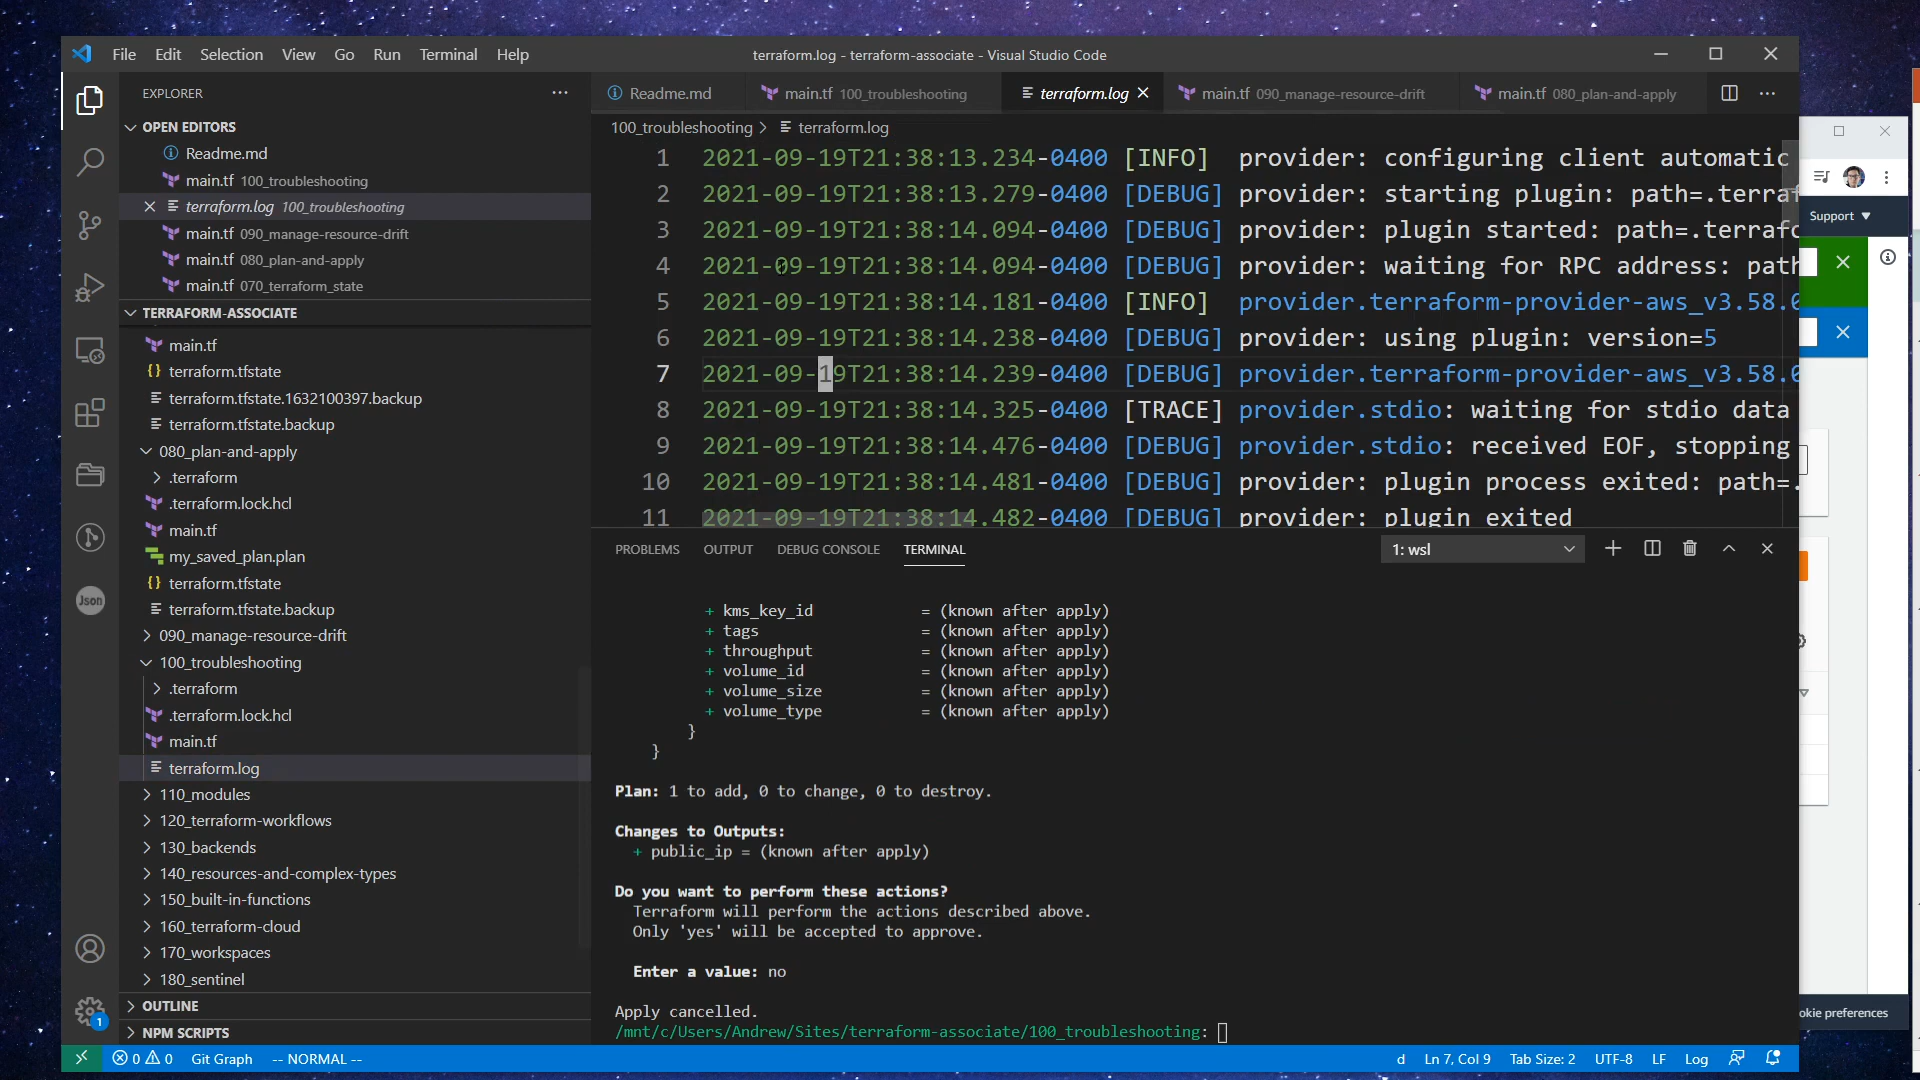 File Edit Selection View Go Run Terminal Help
terraform.log - terraform-associate - Visual Studio Code
EXPLORER
OPEN EDITORS
Readme.md
main.tf 100_troubleshooting
terraform.log 100_troubleshooting
main.tf 090_manage-resource-drift
main.tf 080_plan-and-apply
main.tf 070_terraform_state
TERRAFORM-ASSOCIATE
main.tf
terraform.tfstate
terraform.tfstate.1632100397.backup
terraform.tfstate.backup
080_plan-and-apply
.terraform
.terraform.lock.hcl
main.tf
my_saved_plan.plan
terraform.tfstate
terraform.tfstate.backup
090_manage-resource-drift
100_troubleshooting
.terraform
.terraform.lock.hcl
main.tf
terraform.log
110_modules
120_terraform-workflows
130_backends
140_resources-and-complex-types
150_built-in-functions
160_terraform-cloud
170_workspaces
180_sentinel
OUTLINE
NPM SCRIPTS
Json
1
Readme.md
main.tf 100_troubleshooting
terraform.log
main.tf 090_manage-resource-drift
main.tf 080_plan-and-apply
100_troubleshooting > terraform.log
1 2021-09-19T21:38:13.234-0400 [INFO] provider: configuring client automatic
2 2021-09-19T21:38:13.279-0400 [DEBUG] provider: starting plugin: path=.terraf
3 2021-09-19T21:38:14.094-0400 [DEBUG] provider: plugin started: path=.terrafo
4 2021-09-19T21:38:14.094-0400 [DEBUG] provider: waiting for RPC address: path
5 2021-09-19T21:38:14.181-0400 [INFO] provider.terraform-provider-aws_v3.58.0
6 2021-09-19T21:38:14.238-0400 [DEBUG] provider: using plugin: version=5
7 2021-09-19T21:38:14.239-0400 [DEBUG] provider.terraform-provider-aws_v3.58.0
8 2021-09-19T21:38:14.325-0400 [TRACE] provider.stdio: waiting for stdio data
9 2021-09-19T21:38:14.476-0400 [DEBUG] provider.stdio: received EOF, stopping
10 2021-09-19T21:38:14.481-0400 [DEBUG] provider: plugin process exited: path=.
11 2021-09-19T21:38:14.482-0400 [DEBUG] provider: plugin exited
PROBLEMS OUTPUT DEBUG CONSOLE TERMINAL
1: wsl
+ kms_key_id = (known after apply)
+ tags = (known after apply)
+ throughput = (known after apply)
+ volume_id = (known after apply)
+ volume_size = (known after apply)
+ volume_type = (known after apply)
}
}
Plan: 1 to add, 0 to change, 0 to destroy.
Changes to Outputs:
+ public_ip = (known after apply)
Do you want to perform these actions?
Terraform will perform the actions described above.
Only 'yes' will be accepted to approve.
Enter a value: no
Apply cancelled.
/mnt/c/Users/Andrew/Sites/terraform-associate/100_troubleshooting:
0 0 Git Graph -- NORMAL --
d Ln 7, Col 9 Tab Size: 2 UTF-8 LF Log
Support
okie preferences